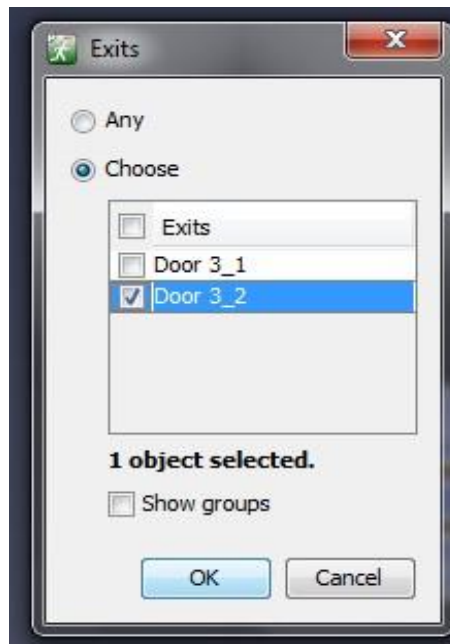 Exits
Any
Choose
Exits
Door 3_1
Door 3_2
1 object selected.
Show groups
OK
Cancel